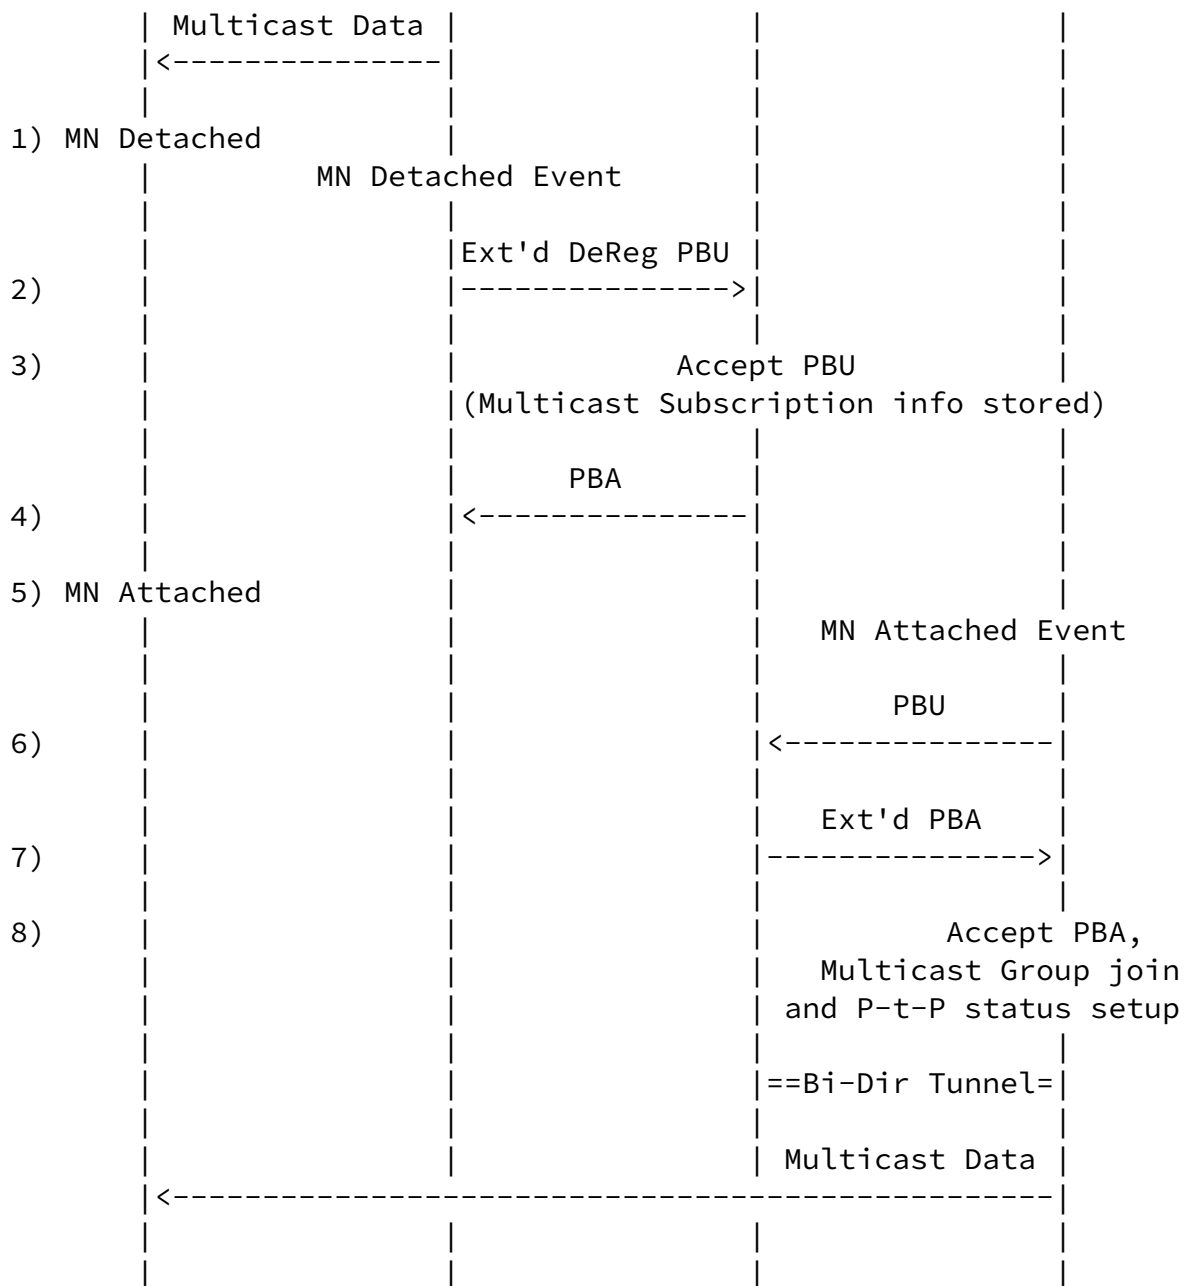 Multicast Data
1) MN Detached
MN Detached Event
Ext'd DeReg PBU
2)
3) Accept PBU
(Multicast Subscription info stored)
PBA
4)
5) MN Attached
MN Attached Event
PBU
6)
Ext'd PBA
7)
8) Accept PBA,
Multicast Group join
and P-t-P status setup
==Bi-Dir Tunnel=
Multicast Data